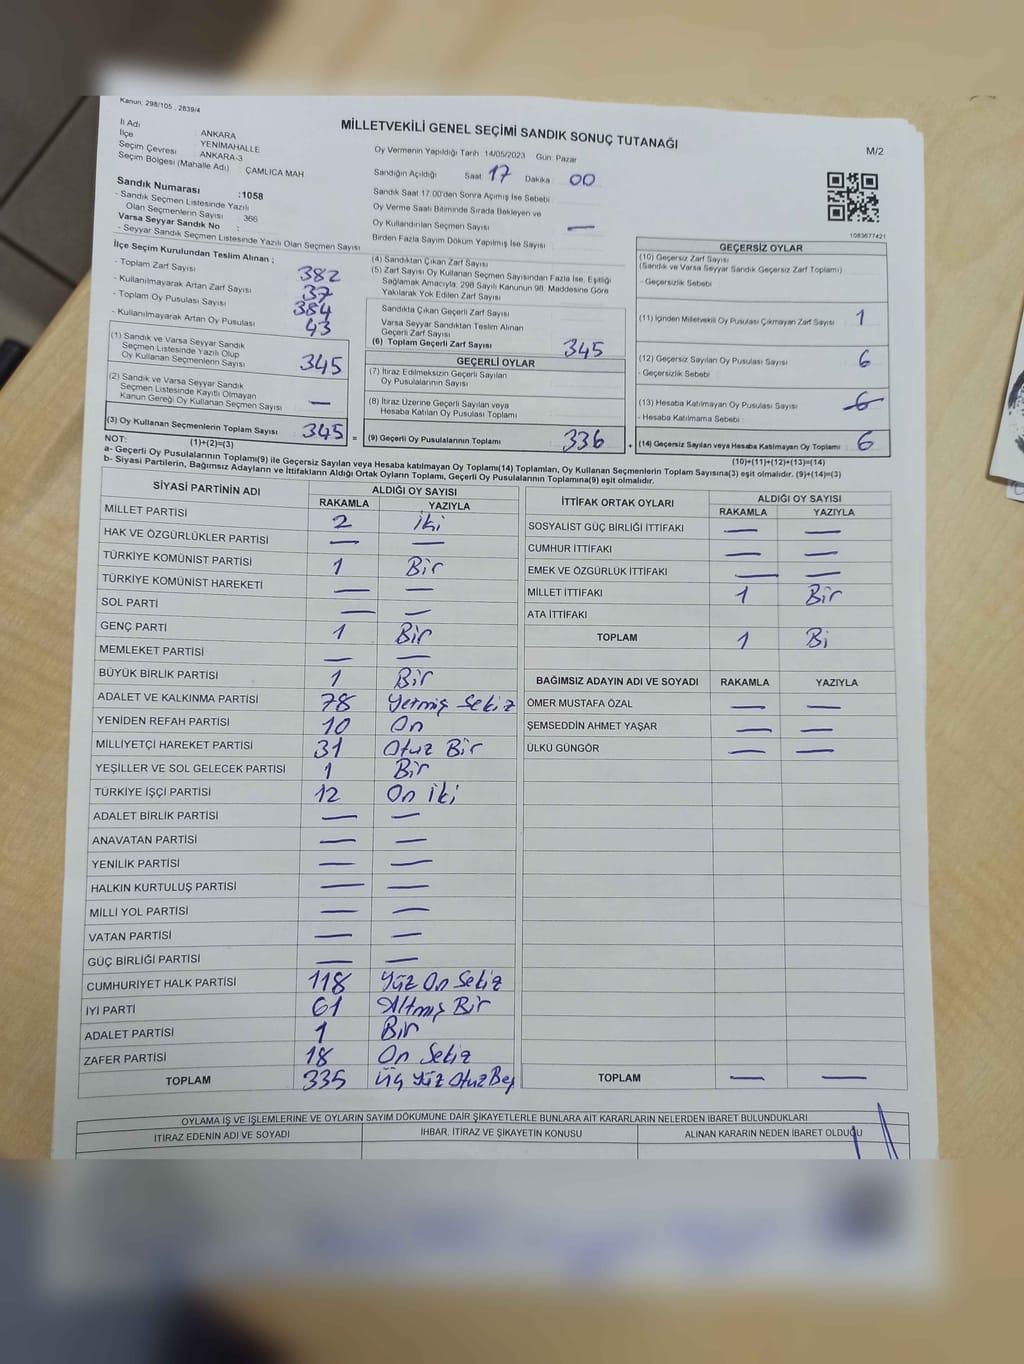 Kanun: 298/105 , 2839/4
MİLLETVEKİLİ GENEL SEÇİMİ SANDIK SONUÇ TUTANAĞI
M/2
İl Adı ANKARA
İlçe YENİMAHALLE
Seçim Çevresi ANKARA-3
Seçim Bölgesi (Mahalle Adı) : ÇAMLICA MAH
Oy Vermenin Yapıldığı Tarih :14/05/2023 Gün: Pazar
Sandığın Açıldığı Saat 17 Dakika 00
Sandık Saat 17.00'den Sonra Açımış İse Sebebi
Oy Verme Saati Bitiminde Sırada Bekleyen ve
Oy Kullandırılan Seçmen Sayısı —
Birden Fazla Sayım Döküm Yapılmış İse Sayısı
Sandık Numarası :1058
- Sandık Seçmen Listesinde Yazılı
Olan Seçmenlerin Sayısı 366
Varsa Seyyar Sandık No :
- Seyyar Sandık Seçmen Listesinde Yazılı Olan Seçmen Sayısı
1083677421
İlçe Seçim Kurulundan Teslim Alınan ;
- Toplam Zarf Sayısı 382
- Kullanılmayarak Artan Zarf Sayısı 37
- Toplam Oy Pusulası Sayısı 384
- Kullanılmayarak Artan Oy Pusulası 43
(1) Sandık ve Varsa Seyyar Sandık
Seçmen Listesinde Yazılı Olup
Oy Kullanan Seçmenlerin Sayısı 345
(2) Sandık ve Varsa Seyyar Sandık
Seçmen Listesinde Kayıtlı Olmayan
Kanun Gereği Oy Kullanan Seçmen Sayısı —
(3) Oy Kullanan Seçmenlerin Toplam Sayısı 345 =
(4) Sandıktan Çıkan Zarf Sayısı
(5) Zarf Sayısı Oy Kullanan Seçmen Sayısından Fazla İse, Eşitliği
Sağlamak Amacıyla; 298 Sayılı Kanunun 98. Maddesine Göre
Yakılarak Yok Edilen Zarf Sayısı
Sandıkta Çıkan Geçerli Zarf Sayısı
Varsa Seyyar Sandıktan Teslim Alınan
Geçerli Zarf Sayısı
(6) Toplam Geçerli Zarf Sayısı 345
GEÇERLİ OYLAR
(7) İtiraz Edilmeksizin Geçerli Sayılan
Oy Pusulalarının Sayısı
(8) İtiraz Üzerine Geçerli Sayılan veya
Hesaba Katılan Oy Pusulası Toplamı
(9) Geçerli Oy Pusulalarının Toplamı 336 +
GEÇERSİZ OYLAR
(10) Geçersiz Zarf Sayısı
(Sandık ve Varsa Seyyar Sandık Geçersiz Zarf Toplamı)
- Geçersizlik Sebebi
(11) İçinden Milletvekili Oy Pusulası Çıkmayan Zarf Sayısı 1
(12) Geçersiz Sayılan Oy Pusulası Sayısı 6
- Geçersizlik Sebebi
(13) Hesaba Katılmayan Oy Pusulası Sayısı 6
- Hesaba Katılmama Sebebi
(14) Geçersiz Sayılan veya Hesaba Katılmayan Oy Toplamı 6
NOT: (1)+(2)=(3)
(10)+(11)+(12)+(13)=(14)
a- Geçerli Oy Pusulalarının Toplamı(9) ile Geçersiz Sayılan veya Hesaba katılmayan Oy Toplamı(14) Toplamları, Oy Kullanan Seçmenlerin Toplam Sayısına(3) eşit olmalıdır. (9)+(14)=(3)
b- Siyasi Partilerin, Bağımsız Adayların ve İttifakların Aldığı Ortak Oyların Toplamı, Geçerli Oy Pusulalarının Toplamına(9) eşit olmalıdır.
SİYASİ PARTİNİN ADI ALDIĞI OY SAYISI
RAKAMLA YAZIYLA
MİLLET PARTİSİ 2 iki
HAK VE ÖZGÜRLÜKLER PARTİSİ — —
TÜRKİYE KOMÜNİST PARTİSİ 1 Bir
TÜRKİYE KOMÜNİST HAREKETİ — —
SOL PARTİ — —
GENÇ PARTİ 1 Bir
MEMLEKET PARTİSİ — —
BÜYÜK BİRLİK PARTİSİ 1 Bir
ADALET VE KALKINMA PARTİSİ 78 Yetmiş Sekiz
YENİDEN REFAH PARTİSİ 10 On
MİLLİYETÇİ HAREKET PARTİSİ 31 Otuz Bir
YEŞİLLER VE SOL GELECEK PARTİSİ 1 Bir
TÜRKİYE İŞÇİ PARTİSİ 12 On iki
ADALET BİRLİK PARTİSİ — —
ANAVATAN PARTİSİ — —
YENİLİK PARTİSİ — —
HALKIN KURTULUŞ PARTİSİ — —
MİLLİ YOL PARTİSİ — —
VATAN PARTİSİ — —
GÜÇ BİRLİĞİ PARTİSİ — —
CUMHURİYET HALK PARTİSİ 118 Yüz On Sekiz
İYİ PARTİ 61 Altmış Bir
ADALET PARTİSİ 1 Bir
ZAFER PARTİSİ 18 On Sekiz
TOPLAM 335 Üç Yüz Otuz Beş
İTTİFAK ORTAK OYLARI ALDIĞI OY SAYISI
RAKAMLA YAZIYLA
SOSYALİST GÜÇ BİRLİĞİ İTTİFAKI — —
CUMHUR İTTİFAKI — —
EMEK VE ÖZGÜRLÜK İTTİFAKI — —
MİLLET İTTİFAKI 1 Bir
ATA İTTİFAKI
TOPLAM 1 Bi
BAĞIMSIZ ADAYIN ADI VE SOYADI RAKAMLA YAZIYLA
ÖMER MUSTAFA ÖZAL — —
ŞEMSEDDİN AHMET YAŞAR — —
ÜLKÜ GÜNGÖR — —
TOPLAM — —
OYLAMA İŞ VE İŞLEMLERİNE VE OYLARIN SAYIM DÖKÜMÜNE DAİR ŞİKAYETLERLE BUNLARA AİT KARARLARIN NELERDEN İBARET BULUNDUKLARI
İTİRAZ EDENİN ADI VE SOYADI İHBAR, İTİRAZ VE ŞİKAYETİN KONUSU ALINAN KARARIN NEDEN İBARET OLDUĞU